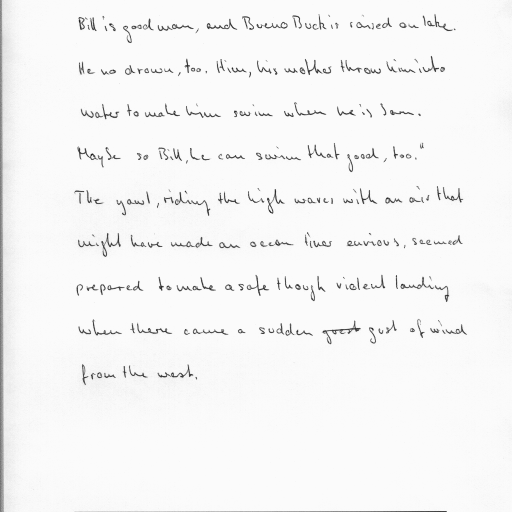 Bill is good man, and Bueno Buck is raised on lake.
He no drown, too. Him, his mother throw him into
water to make him swim when he is born.
Maybe so Bill, he can swim that good, too."
The yawl, riding the high waves with an air that
might have made an ocean liner envious, seemed
prepared to make a safe though violent landing
when there came a sudden gust of wind
from the west.